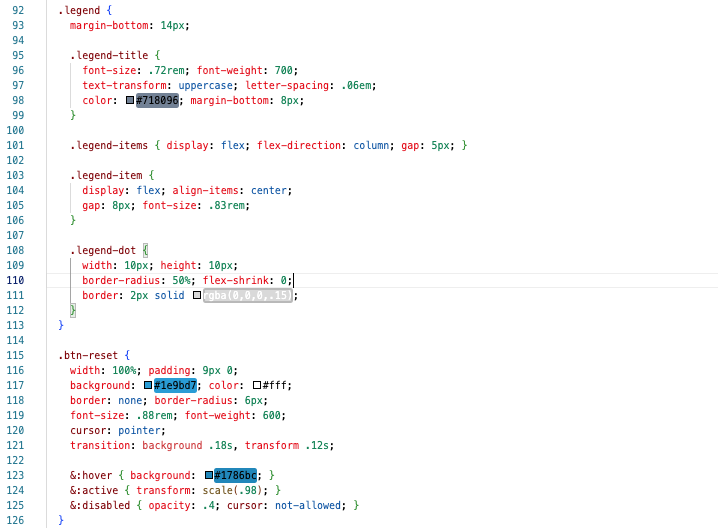 92 .legend {
93 margin-bottom: 14px;
94
95 .legend-title {
96 font-size: .72rem; font-weight: 700;
97 text-transform: uppercase; letter-spacing: .06em;
98 color: #718096; margin-bottom: 8px;
99 }
100
101 .legend-items { display: flex; flex-direction: column; gap: 5px; }
102
103 .legend-item {
104 display: flex; align-items: center;
105 gap: 8px; font-size: .83rem;
106 }
107
108 .legend-dot {
109 width: 10px; height: 10px;
110 border-radius: 50%; flex-shrink: 0;
111 border: 2px solid rgba(0,0,0,.15);
112 }
113 }
114
115 .btn-reset {
116 width: 100%; padding: 9px 0;
117 background: #1e9bd7; color: #fff;
118 border: none; border-radius: 6px;
119 font-size: .88rem; font-weight: 600;
120 cursor: pointer;
121 transition: background .18s, transform .12s;
122
123 &:hover { background: #1786bc; }
124 &:active { transform: scale(.98); }
125 &:disabled { opacity: .4; cursor: not-allowed; }
126 }